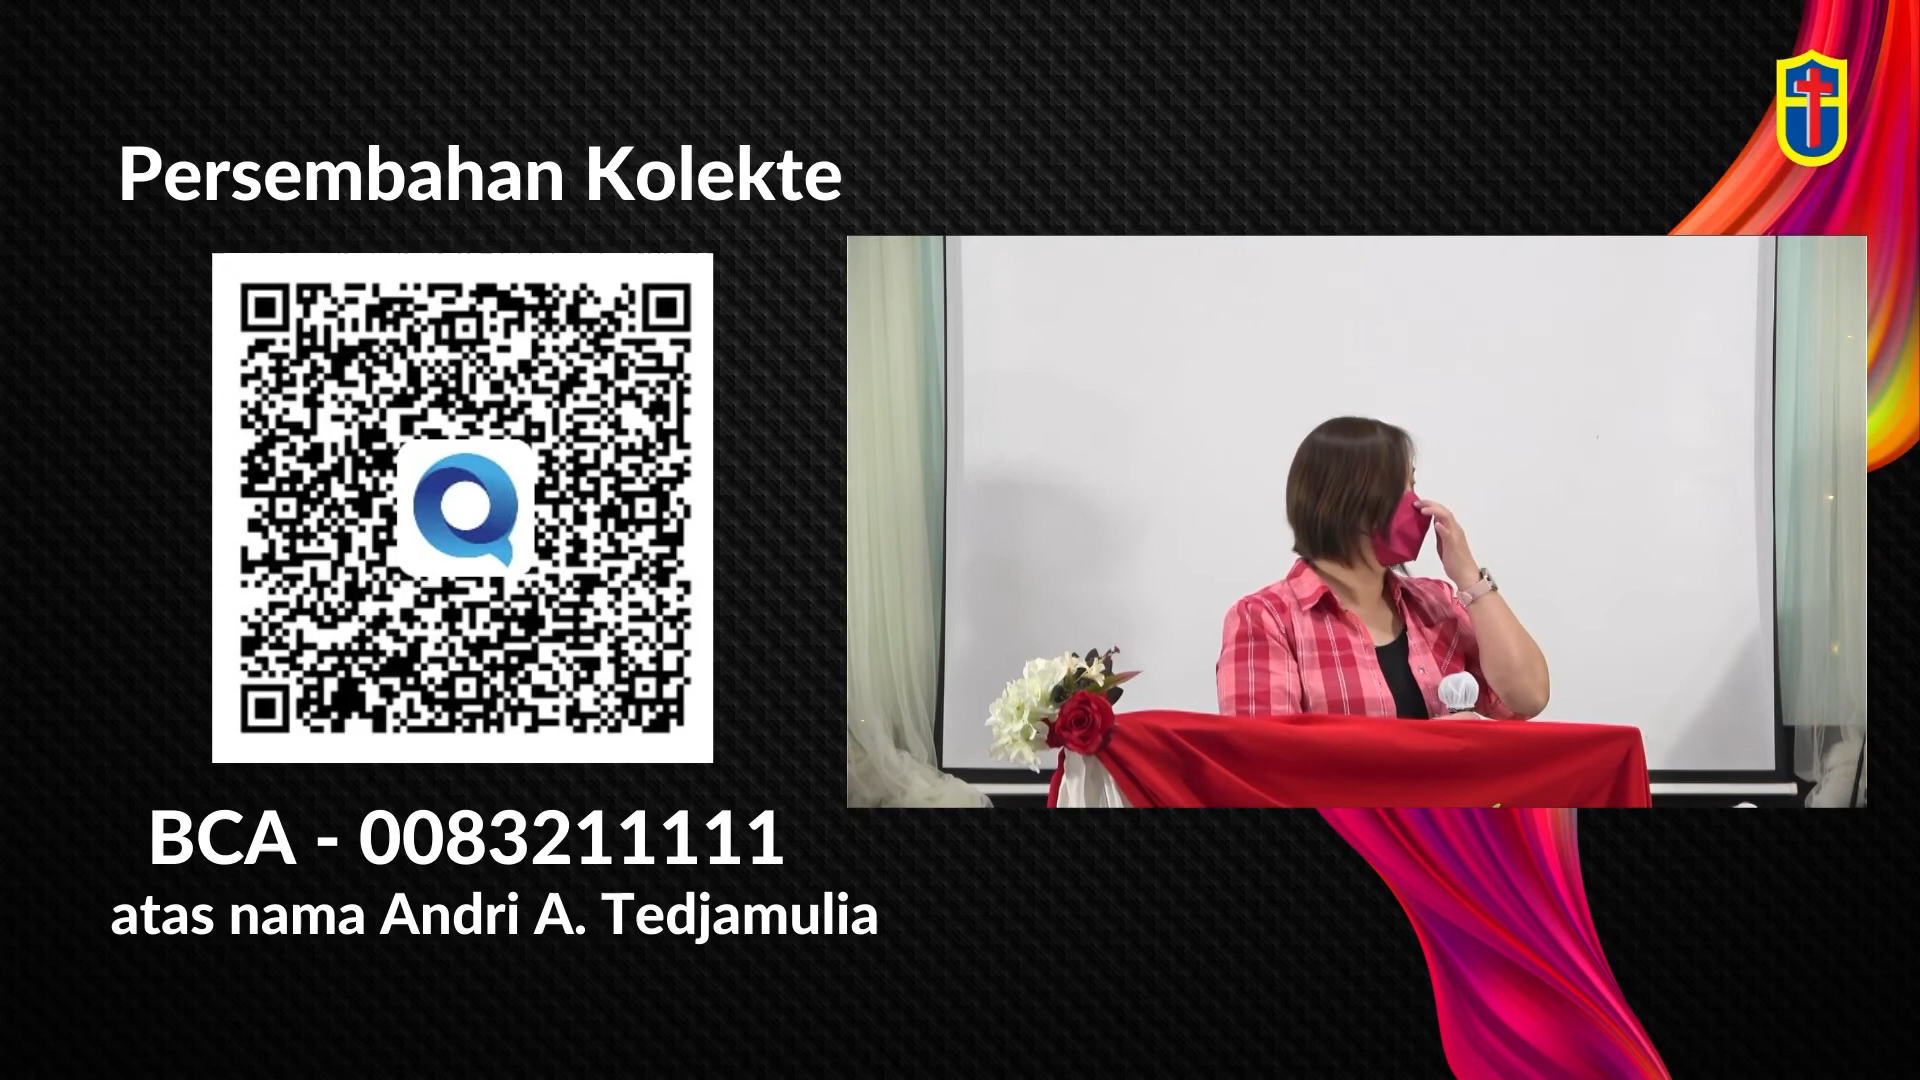 Persembahan Kolekte
BCA - 0083211111
atas nama Andri A. Tedjamulia